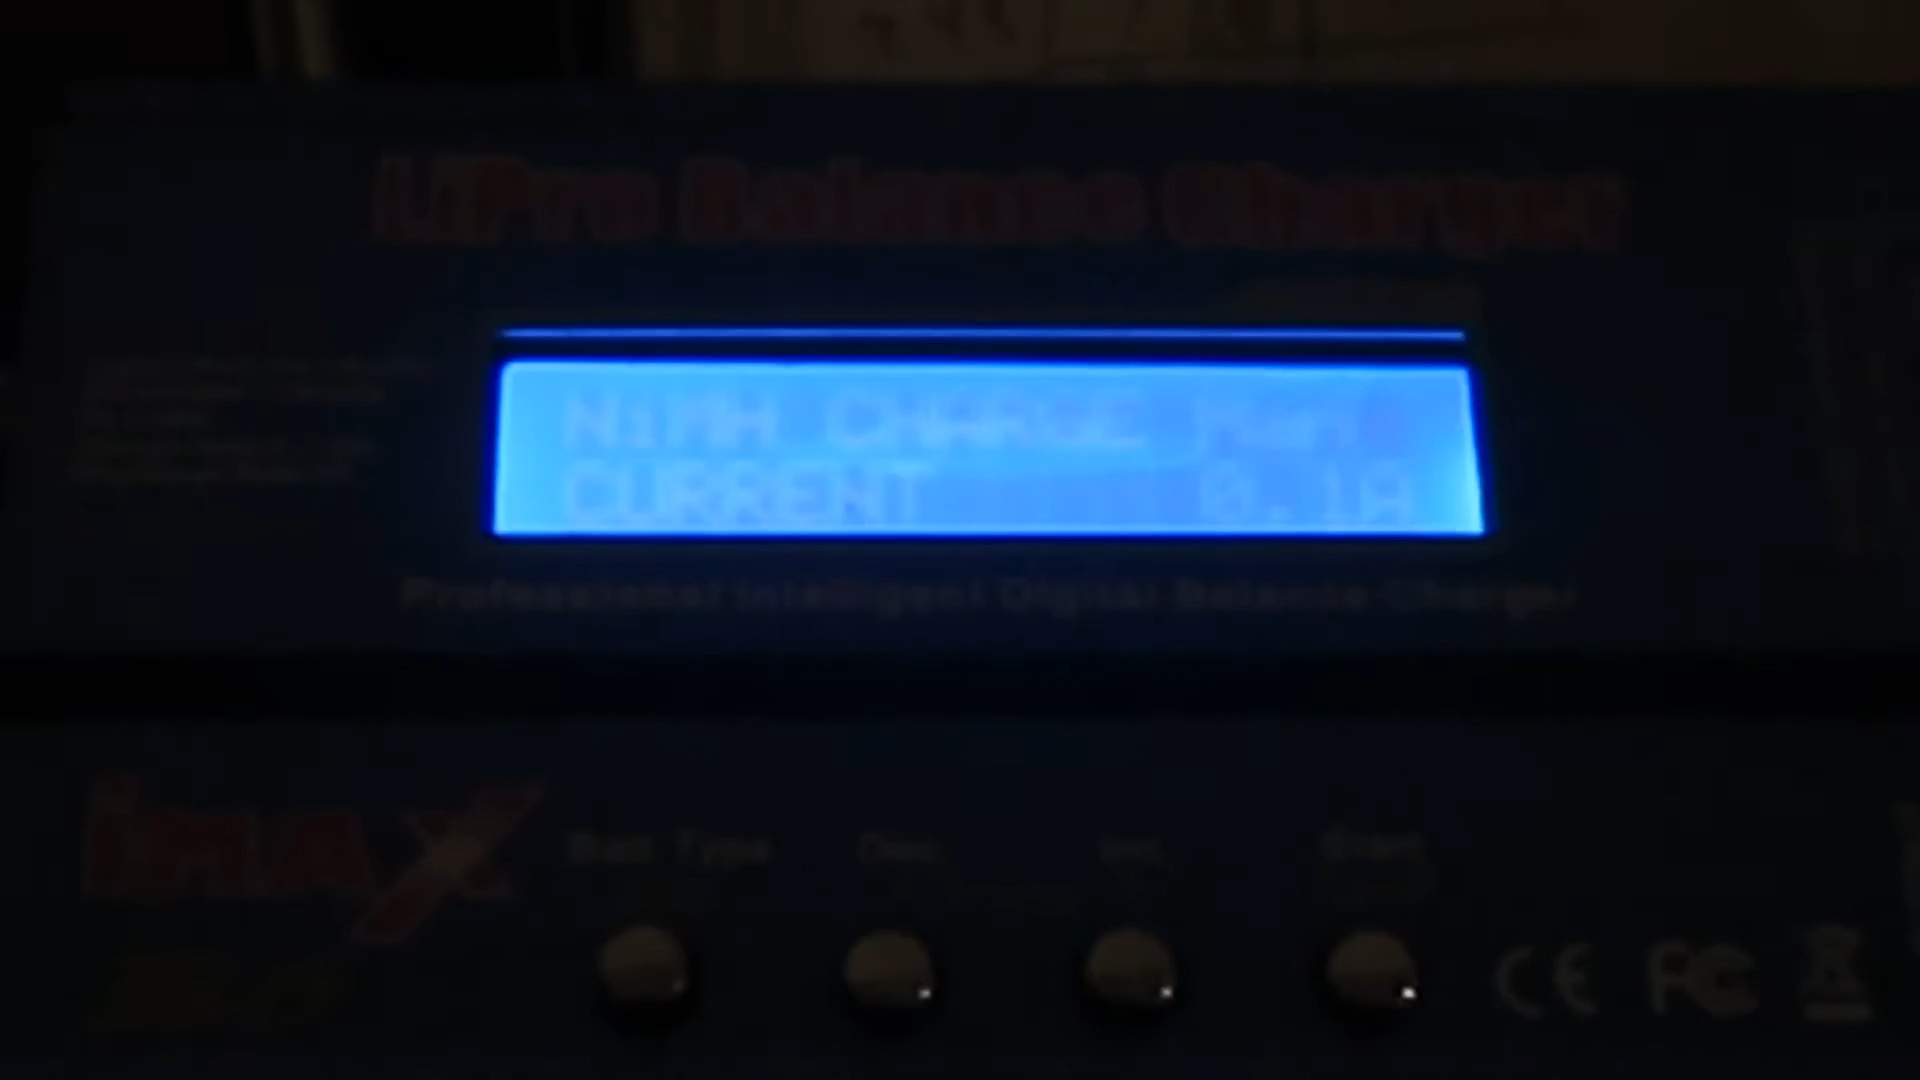 LiPro Balance Charger
NiMH CHARGE Man
CURRENT 0.1A
Professional Intelligent Digital Balance Charger
imax
Batt Type Dec. Inc. Start
CE FC